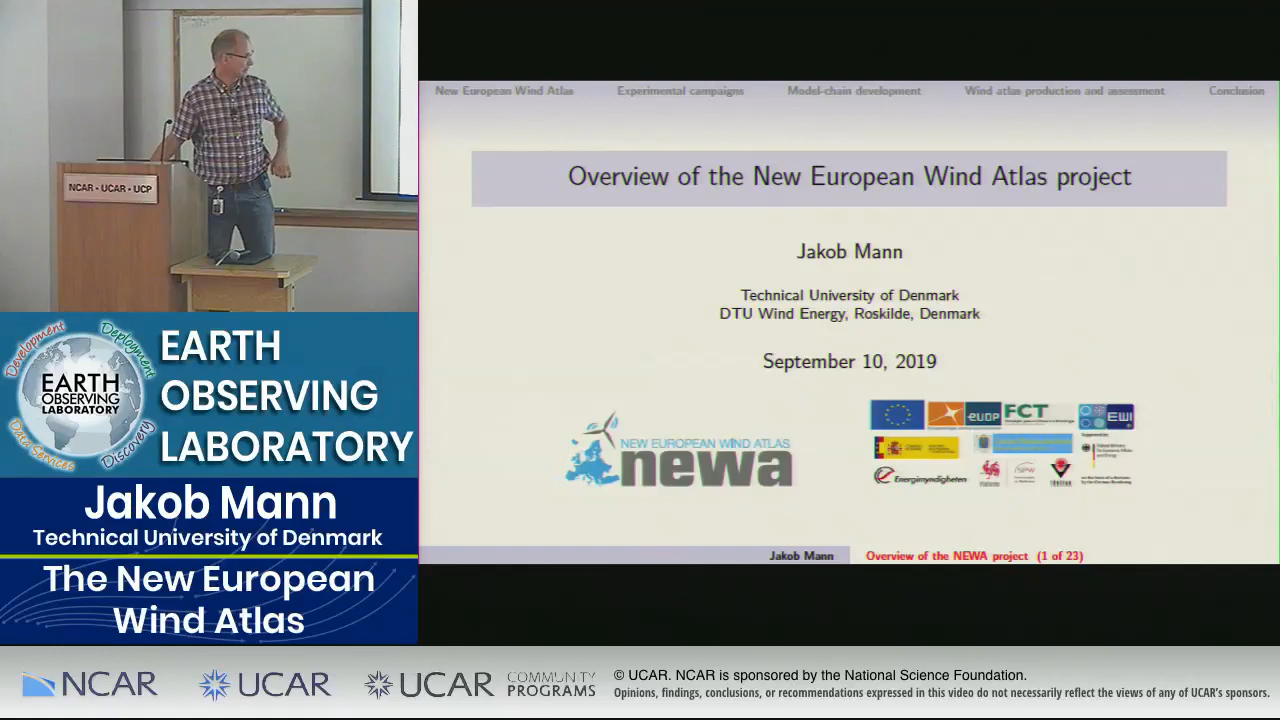 NCAR • UCAR • UCP
New European Wind Atlas
Experimental campaigns
Model-chain development
Wind atlas production and assessment
Conclusion
Overview of the New European Wind Atlas project
Jakob Mann
Technical University of Denmark
DTU Wind Energy, Roskilde, Denmark
September 10, 2019
NEW EUROPEAN WIND ATLAS
newa
EUDP
FCT
EWI
Energimyndigheten
SPW
Jakob Mann
Overview of the NEWA project (1 of 23)
Development
Deployment
Data Services
Discovery
EARTH
OBSERVING
LABORATORY
EARTH
OBSERVING
LABORATORY
Jakob Mann
Technical University of Denmark
The New European
Wind Atlas
NCAR
UCAR
UCAR
COMMUNITY
PROGRAMS
© UCAR. NCAR is sponsored by the National Science Foundation.
Opinions, findings, conclusions, or recommendations expressed in this video do not necessarily reflect the views of any of UCAR's sponsors.